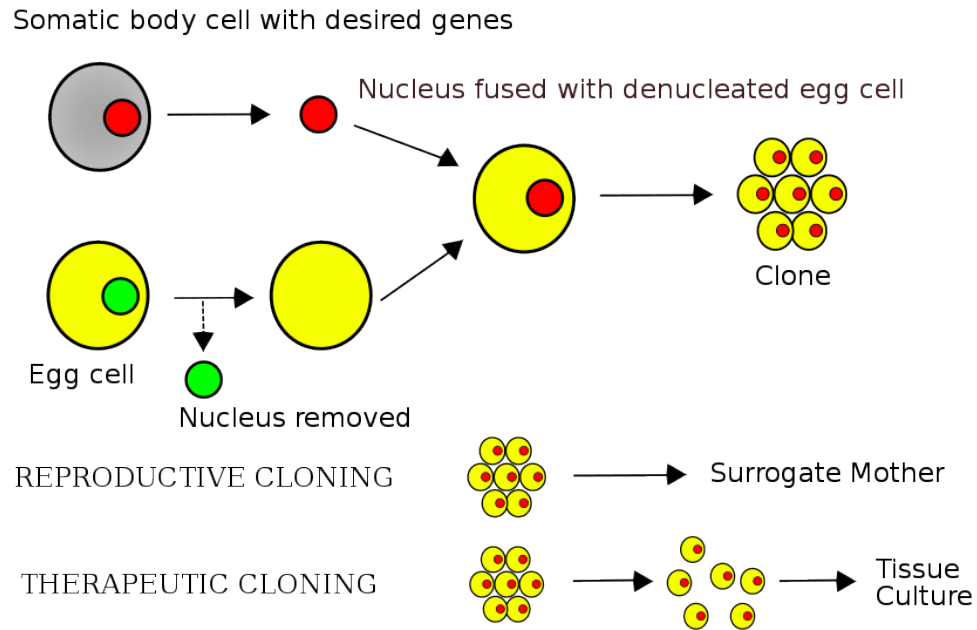 Somatic body cell with desired genes
Nucleus fused with denucleated egg cell
Clone
Egg cell
Nucleus removed
REPRODUCTIVE CLONING
Surrogate Mother
THERAPEUTIC CLONING
Tissue
Culture